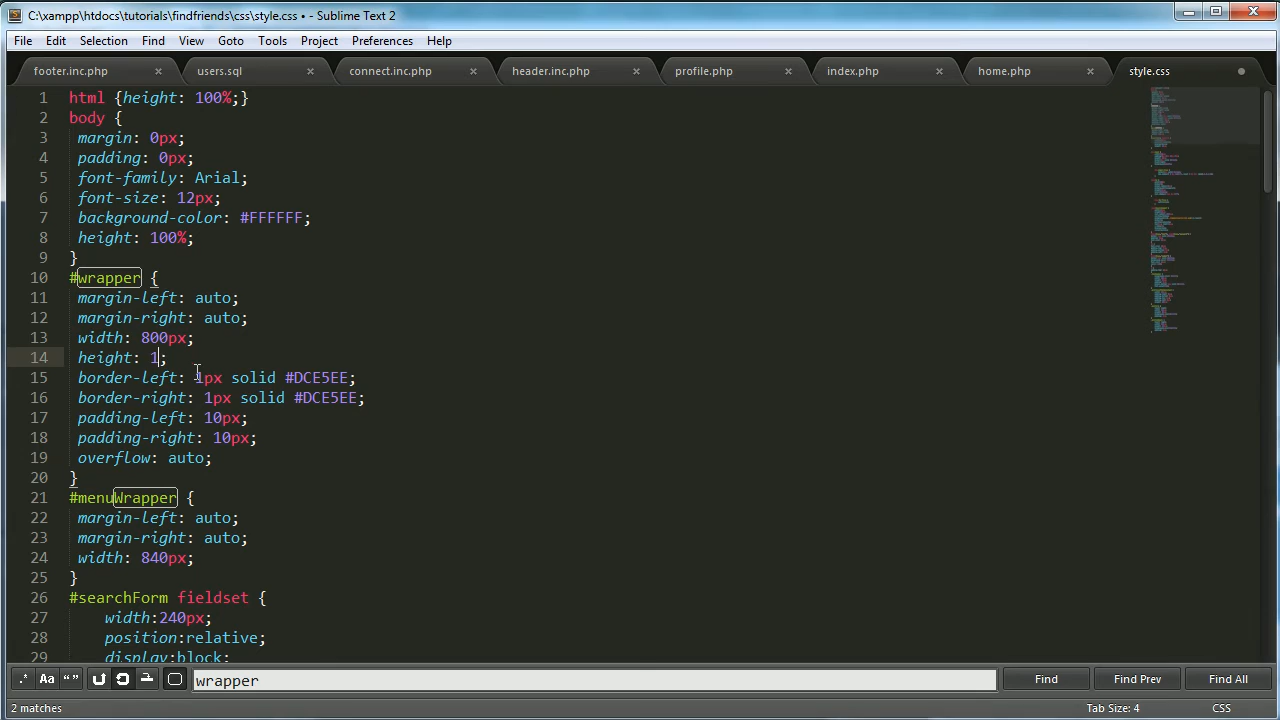 C:\xampp\htdocs\tutorials\findfriends\css\style.css • - Sublime Text 2
File Edit Selection Find View Goto Tools Project Preferences Help
footer.inc.php users.sql connect.inc.php header.inc.php profile.php index.php home.php style.css
1 html {height: 100%;}
2 body {
3 margin: 0px;
4 padding: 0px;
5 font-family: Arial;
6 font-size: 12px;
7 background-color: #FFFFFF;
8 height: 100%;
9 }
10 #wrapper {
11 margin-left: auto;
12 margin-right: auto;
13 width: 800px;
14 height: 1;
15 border-left: 1px solid #DCE5EE;
16 border-right: 1px solid #DCE5EE;
17 padding-left: 10px;
18 padding-right: 10px;
19 overflow: auto;
20 }
21 #menuWrapper {
22 margin-left: auto;
23 margin-right: auto;
24 width: 840px;
25 }
26 #searchForm fieldset {
27 width:240px;
28 position:relative;
29 display:block;
.* Aa “” wrapper Find Find Prev Find All
2 matches Tab Size: 4 CSS